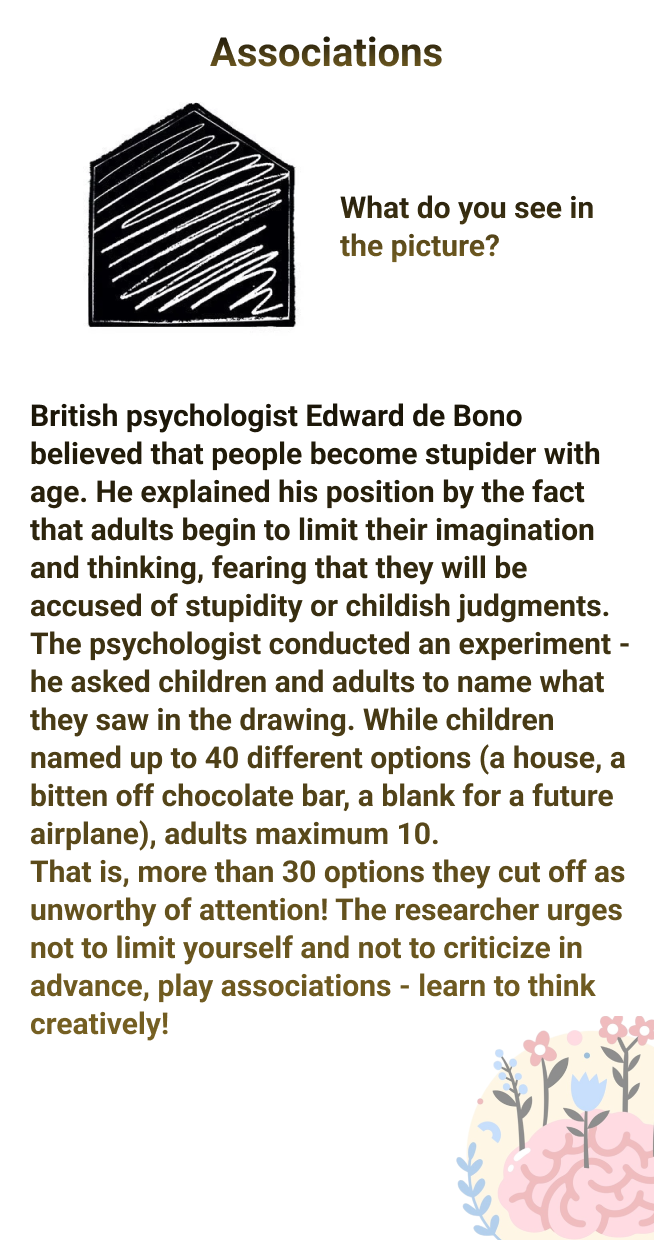 Associations
What do you see in
the picture?
British psychologist Edward de Bono
believed that people become stupider with
age. He explained his position by the fact
that adults begin to limit their imagination
and thinking, fearing that they will be
accused of stupidity or childish judgments.
The psychologist conducted an experiment -
he asked children and adults to name what
they saw in the drawing. While children
named up to 40 different options (a house, a
bitten off chocolate bar, a blank for a future
airplane), adults maximum 10.
That is, more than 30 options they cut off as
unworthy of attention! The researcher urges
not to limit yourself and not to criticize in
advance, play associations - learn to think
creatively!